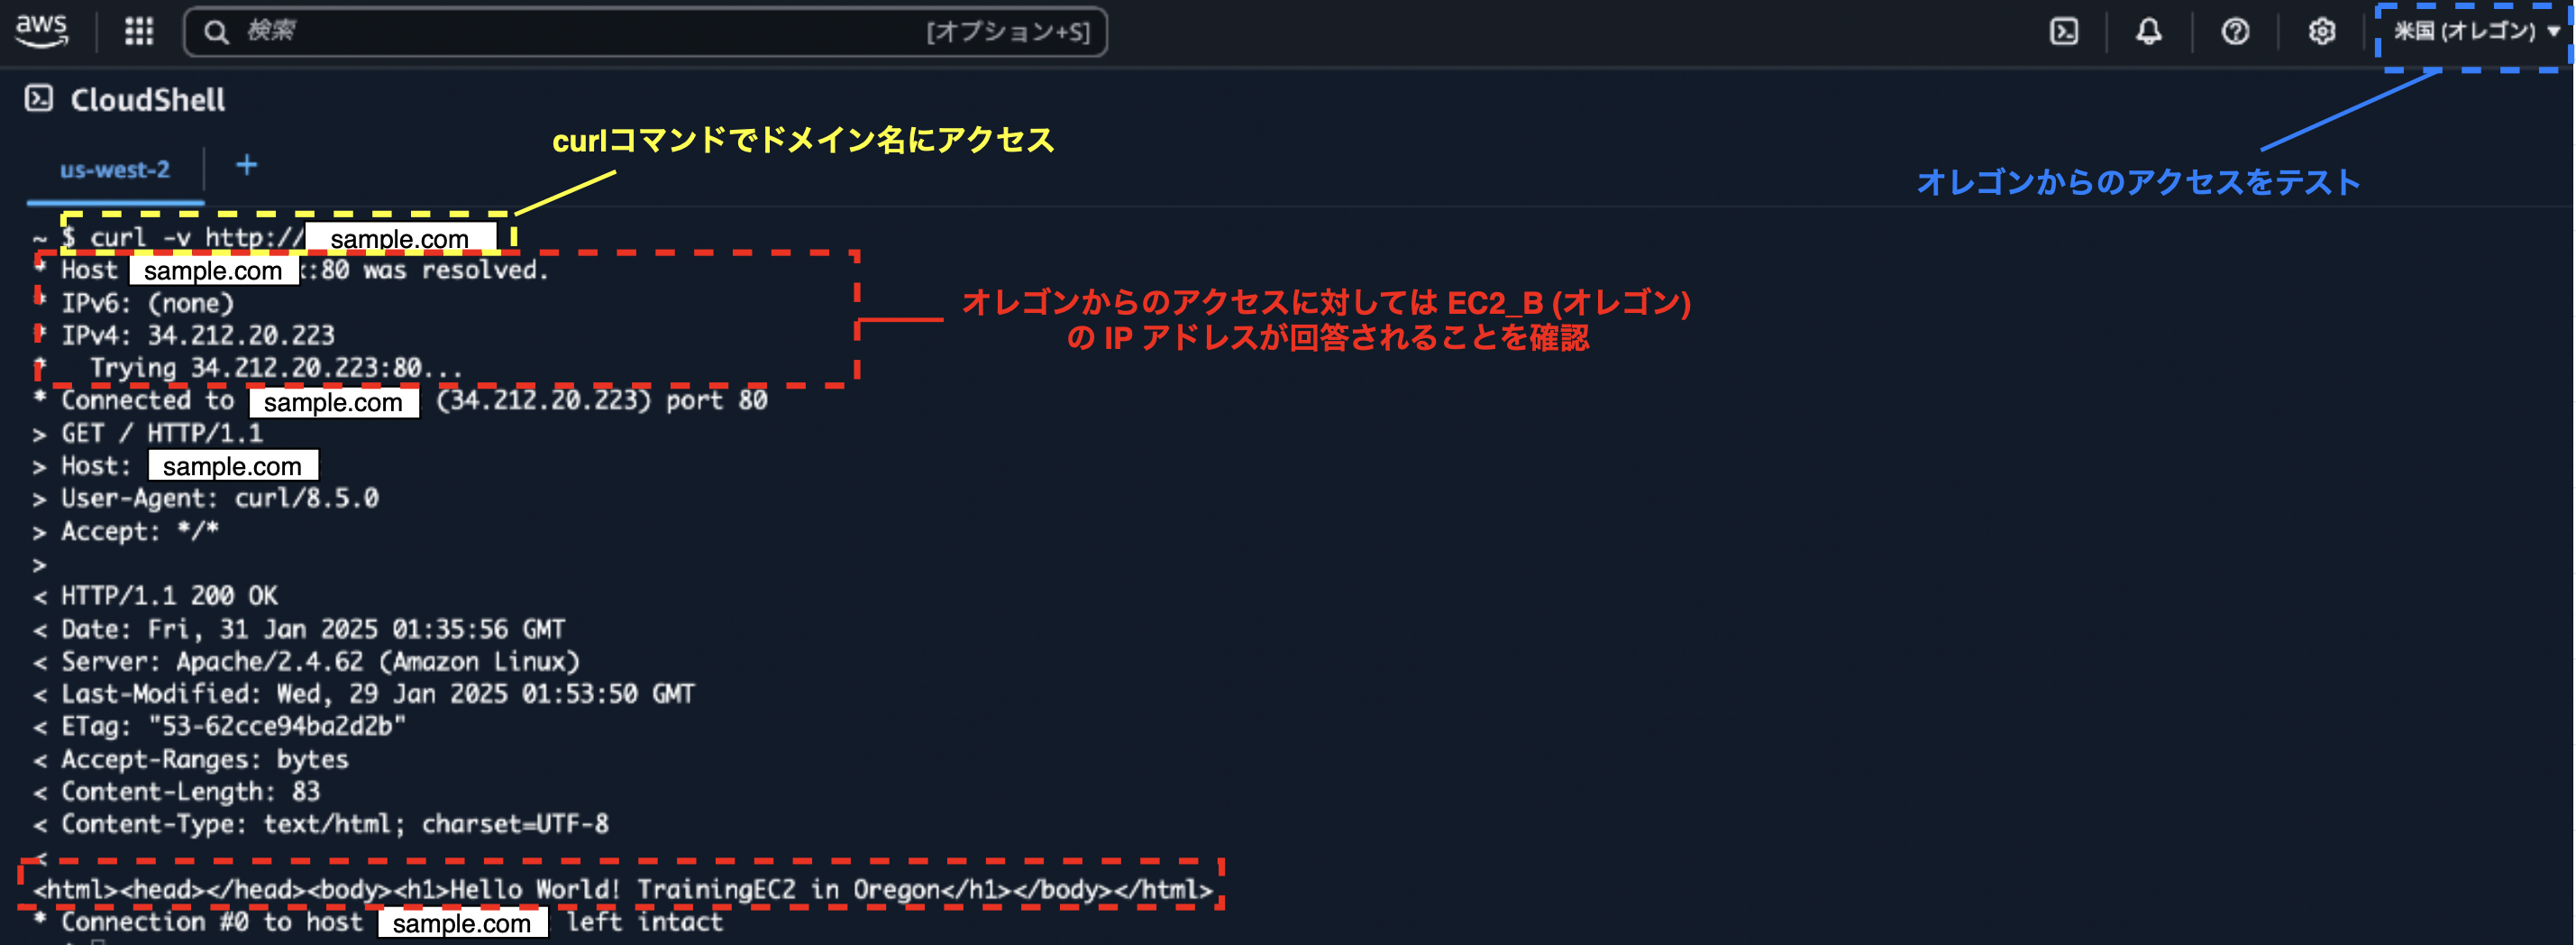 aws
検索
[オプション+S]
米国 (オレゴン)
CloudShell
curlコマンドでドメイン名にアクセス
us-west-2
+
オレゴンからのアクセスをテスト
~ $ curl -v http://sample.com
* Host sample.com:80 was resolved.
* IPv6: (none)
* IPv4: 34.212.20.223
*   Trying 34.212.20.223:80...
オレゴンからのアクセスに対しては EC2_B (オレゴン)
の IP アドレスが回答されることを確認
* Connected to sample.com (34.212.20.223) port 80
> GET / HTTP/1.1
> Host: sample.com
> User-Agent: curl/8.5.0
> Accept: */*
>
< HTTP/1.1 200 OK
< Date: Fri, 31 Jan 2025 01:35:56 GMT
< Server: Apache/2.4.62 (Amazon Linux)
< Last-Modified: Wed, 29 Jan 2025 01:53:50 GMT
< ETag: "53-62cce94ba2d2b"
< Accept-Ranges: bytes
< Content-Length: 83
< Content-Type: text/html; charset=UTF-8
<
<html><head></head><body><h1>Hello World! TrainingEC2 in Oregon</h1></body></html>
* Connection #0 to host sample.com left intact